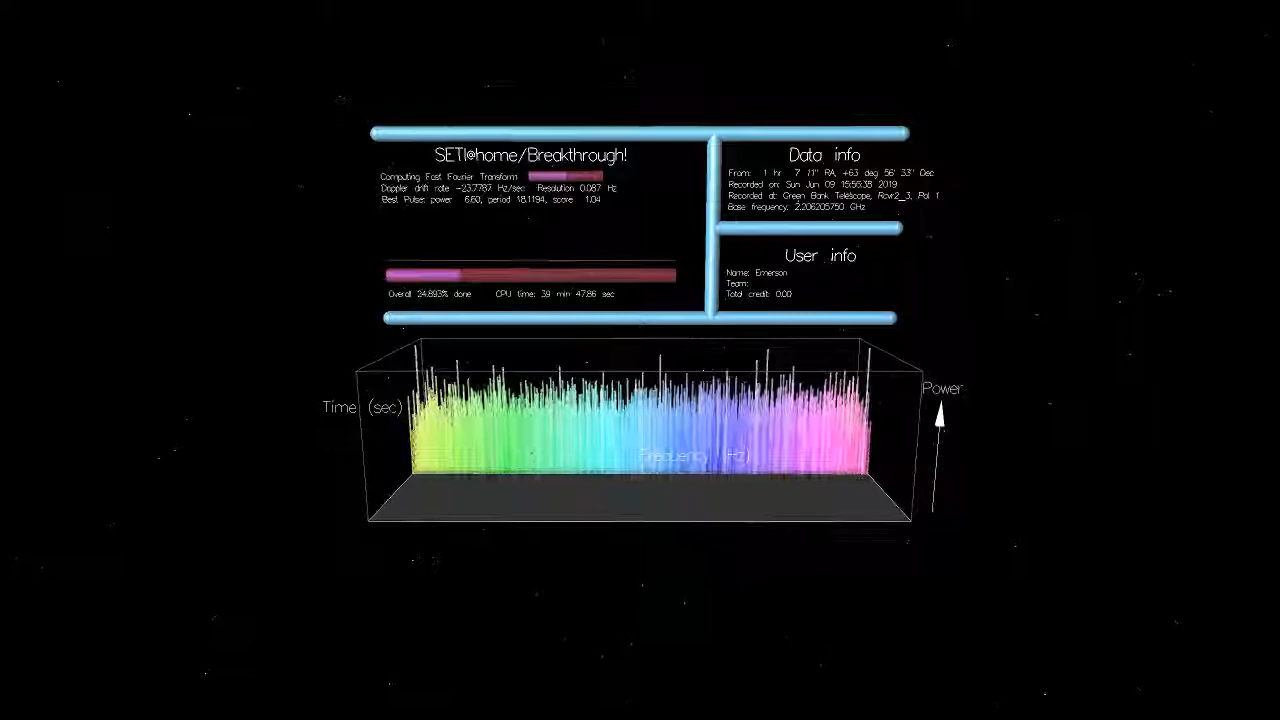 SETI@home/Breakthrough!
Computing Fast Fourier Transform
Doppler drift rate -23.7787 Hz/sec Resolution 0.087 Hz
Best Pulse: power 6.60, period 18.1194, score 1.04
Overall 24.893% done CPU time: 39 min 47.86 sec
Data info
From: 1 hr 7 11" RA, +63 deg 56' 33" Dec
Recorded on: Sun Jun 09 15:55:38 2019
Recorded at: Green Bank Telescope, Rcvr2_3, Pol 1
Base frequency: 2.206205750 GHz
User info
Name: Emerson
Team:
Total credit: 0.00
Power
Time (sec)
Frequency (Hz)